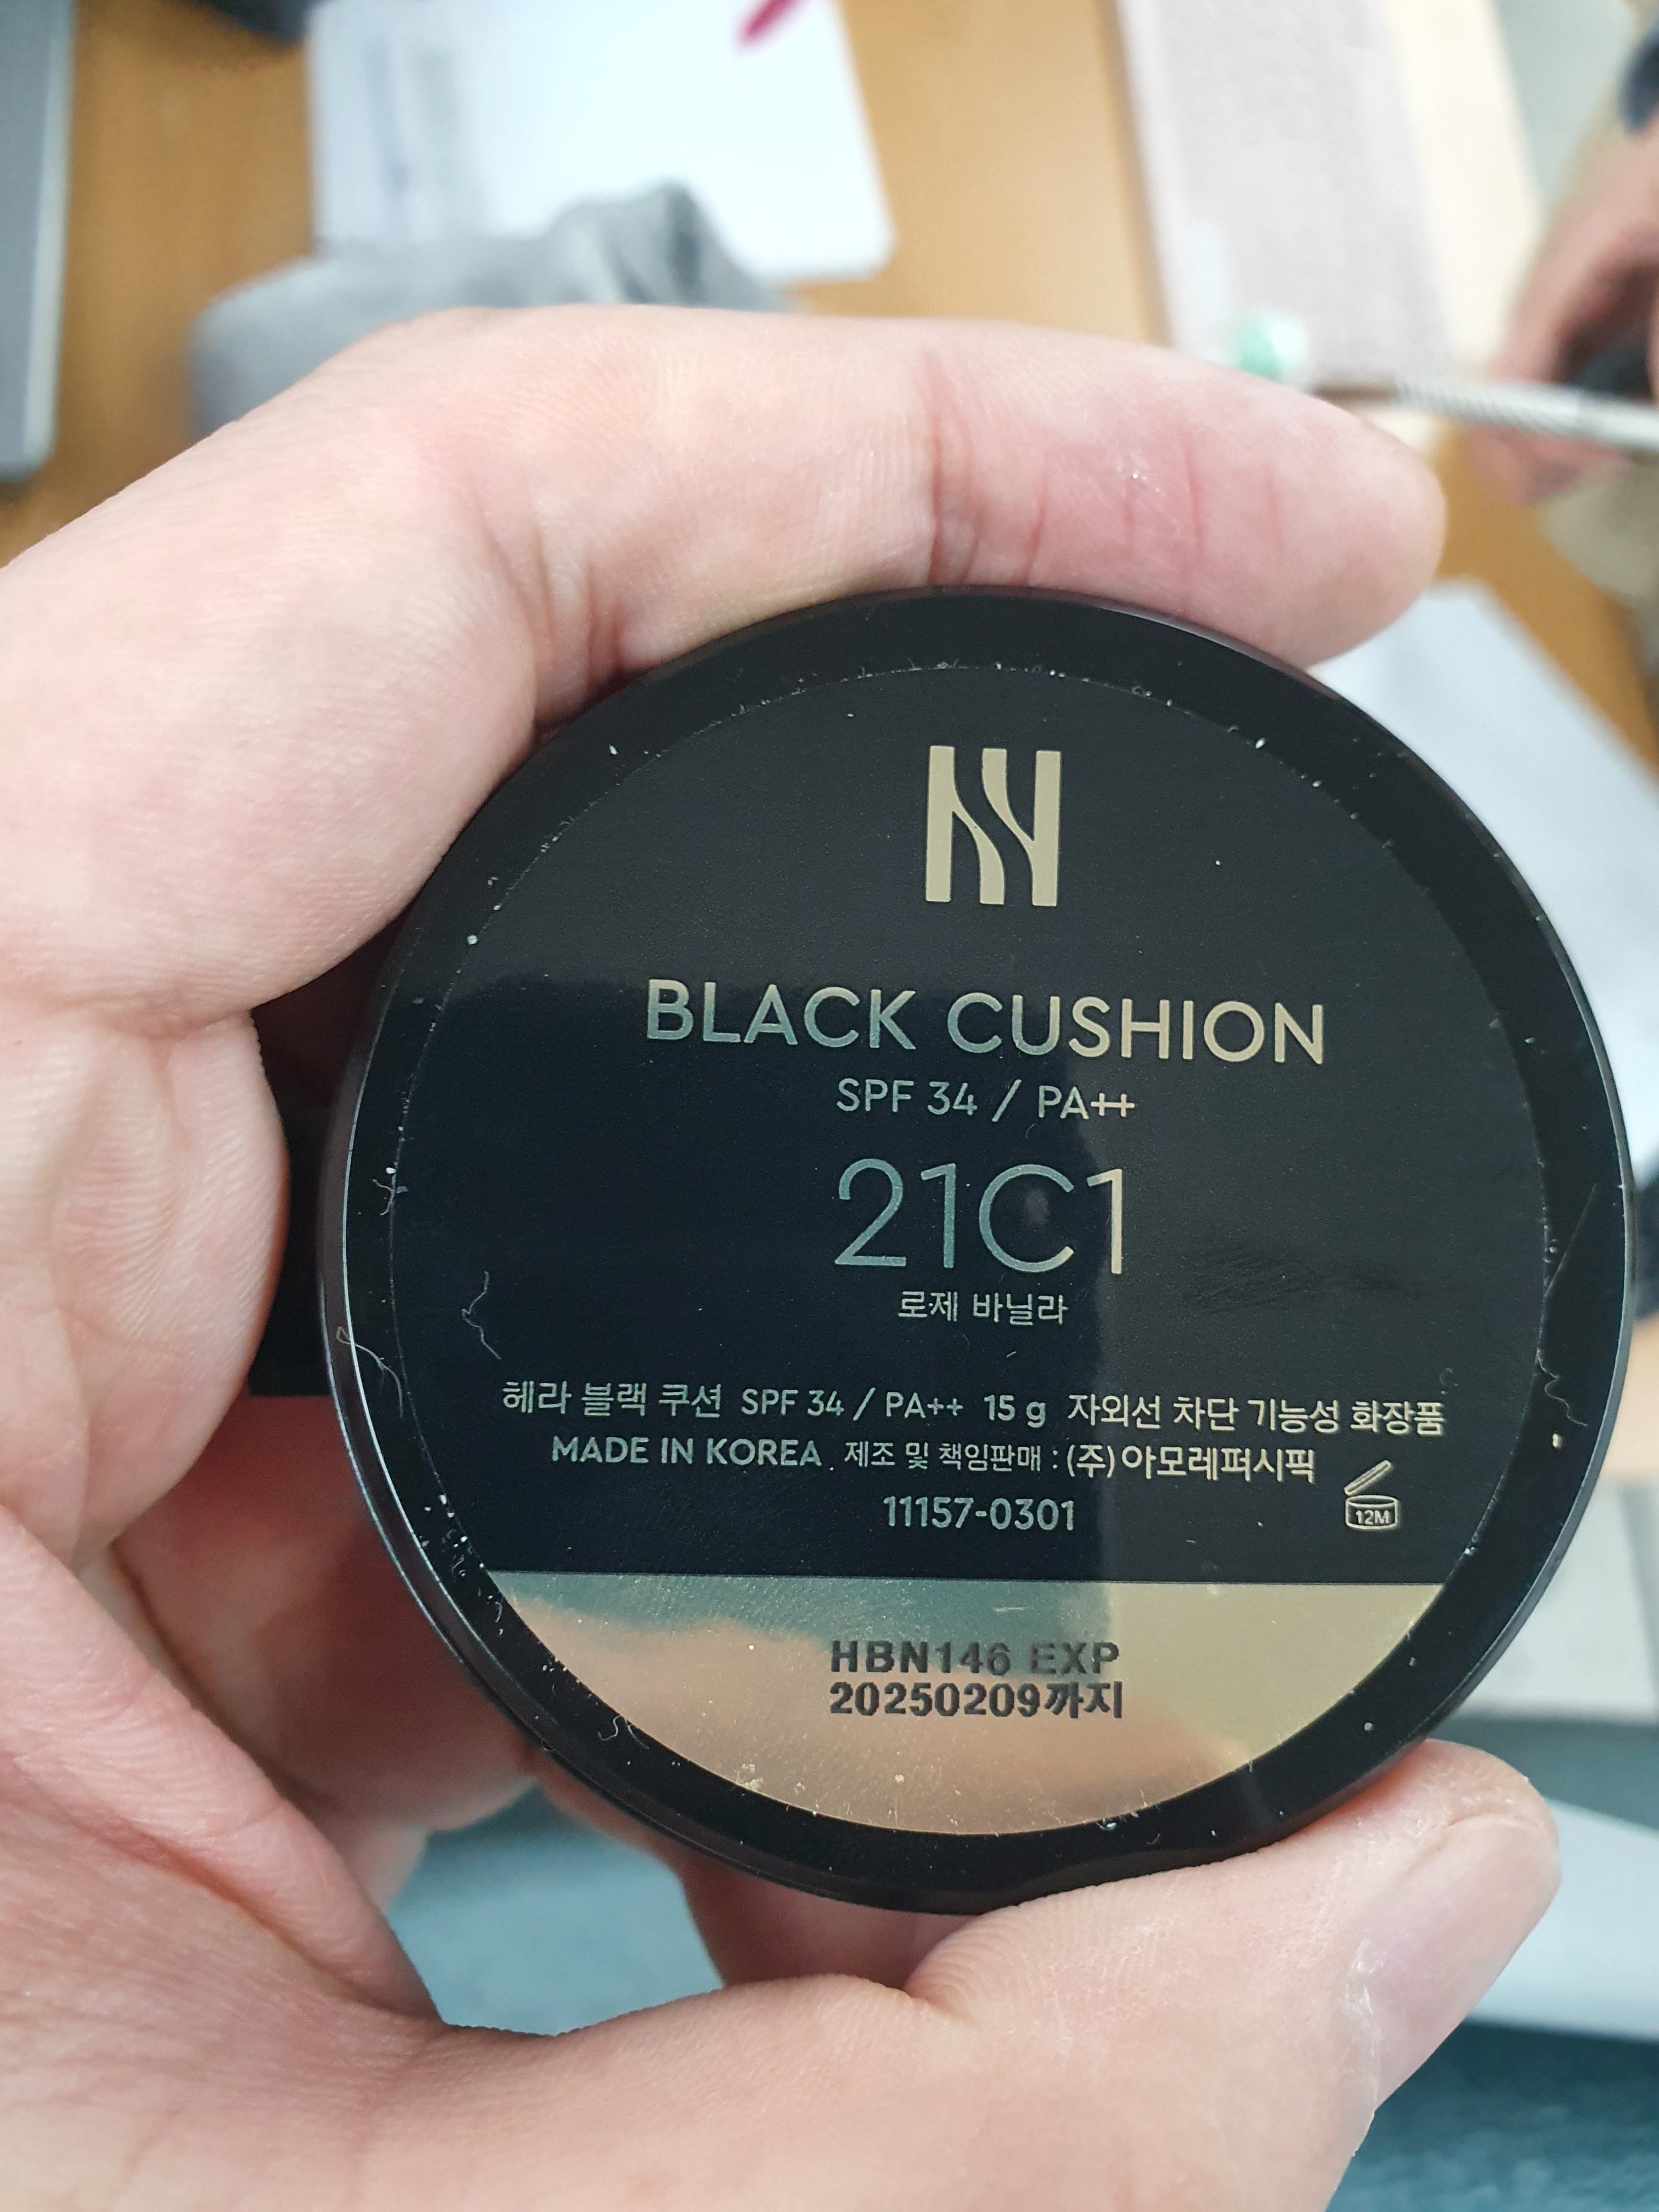 BLACK CUSHION
SPF 34 / PA++
21C1
로제 바닐라
헤라 블랙 쿠션 SPF 34 / PA++ 15 g 자외선 차단 기능성 화장품
MADE IN KOREA 제조 및 책임판매 : (주)아모레퍼시픽
11157-0301
12M
HBN146 EXP
20250209까지